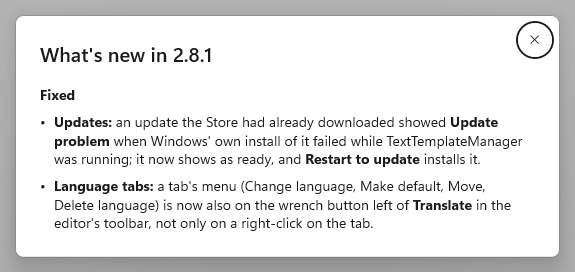 What's new in 2.8.1
Fixed
• Updates: an update the Store had already downloaded showed Update
problem when Windows' own install of it failed while TextTemplateManager
was running; it now shows as ready, and Restart to update installs it.
• Language tabs: a tab's menu (Change language, Make default, Move,
Delete language) is now also on the wrench button left of Translate in the
editor's toolbar, not only on a right-click on the tab.